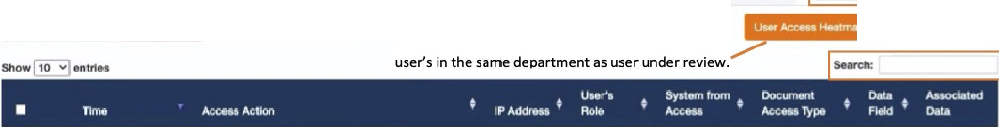 User Access Heatma
user's in the same department as user under review.
Show 10 entries
Search:
Time
Access Action
IP Address
User's
Role
System from
Access
Document
Access Type
Data
Field
Associated
Data